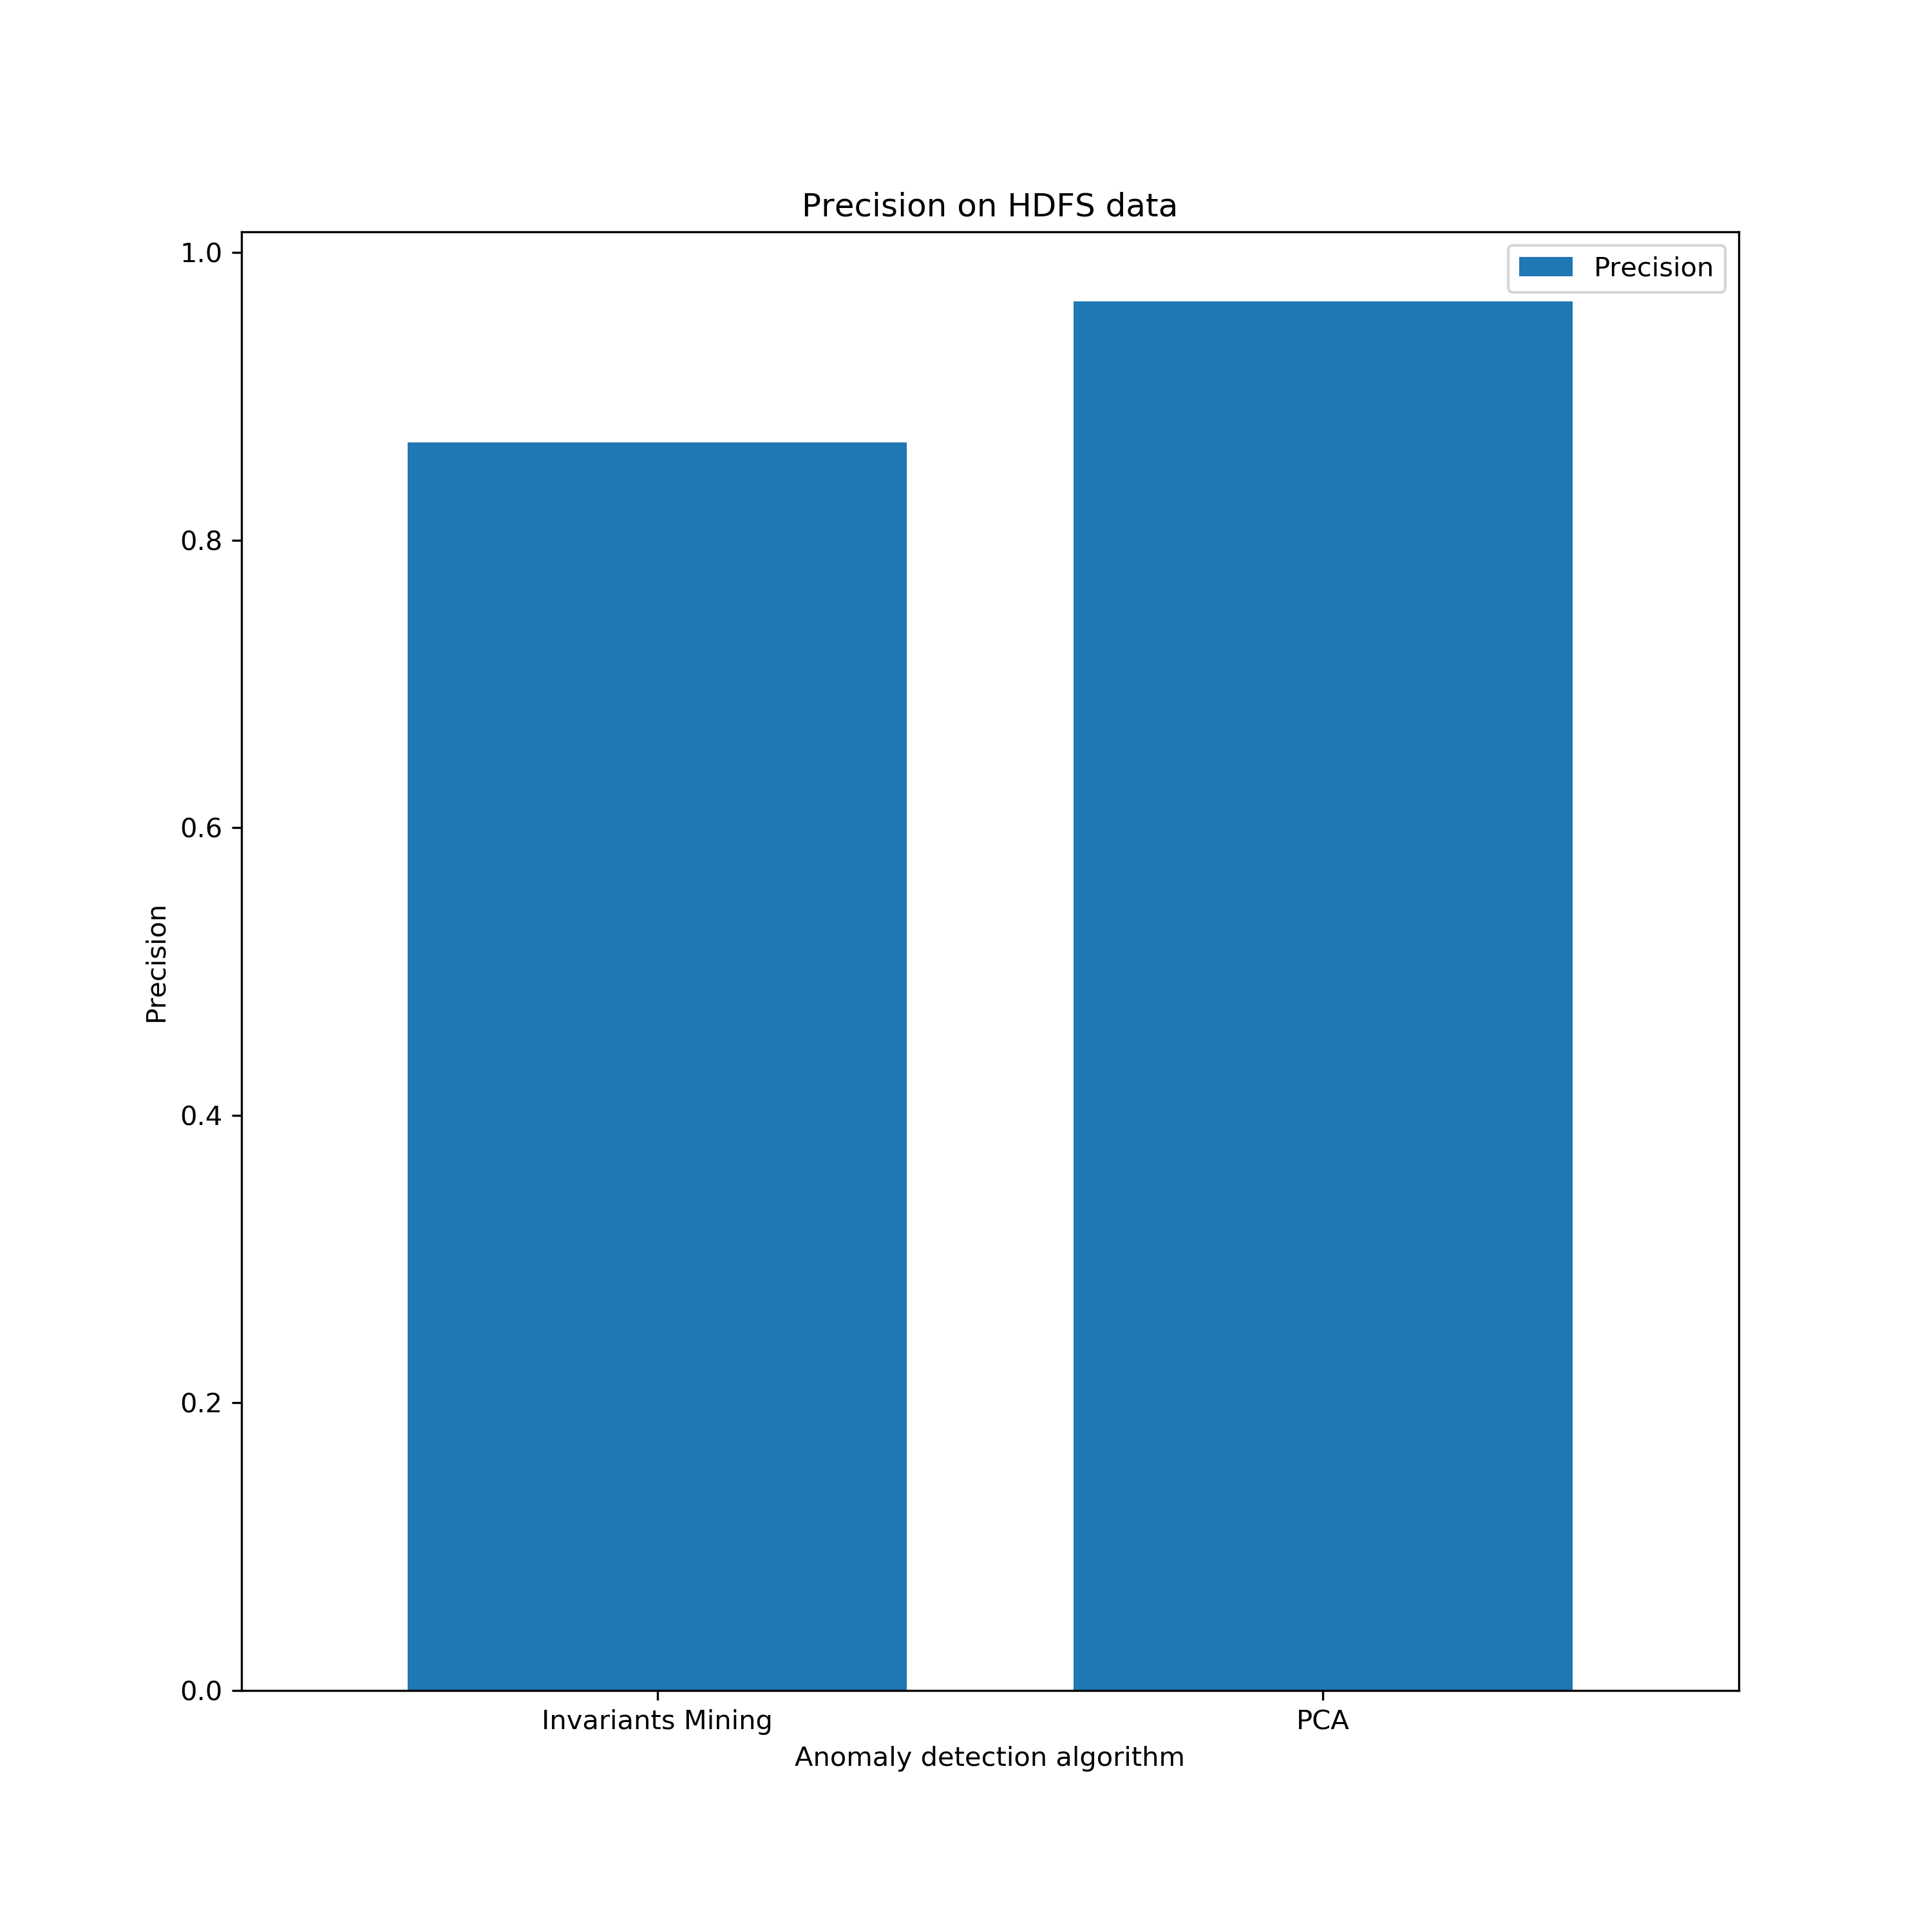 Precision on HDFS data
Precision
1.0
0.8
0.6
0.4
0.2
0.0
Precision
Invariants Mining
PCA
Anomaly detection algorithm